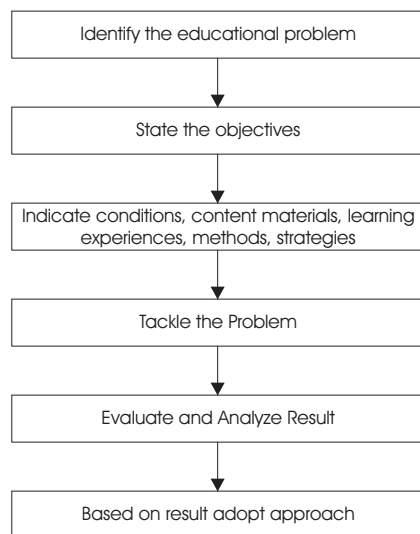 Identify the educational problem
State the objectives
Indicate conditions, content materials, learning
experiences, methods, strategies
Tackle the Problem
Evaluate and Analyze Result
Based on result adopt approach